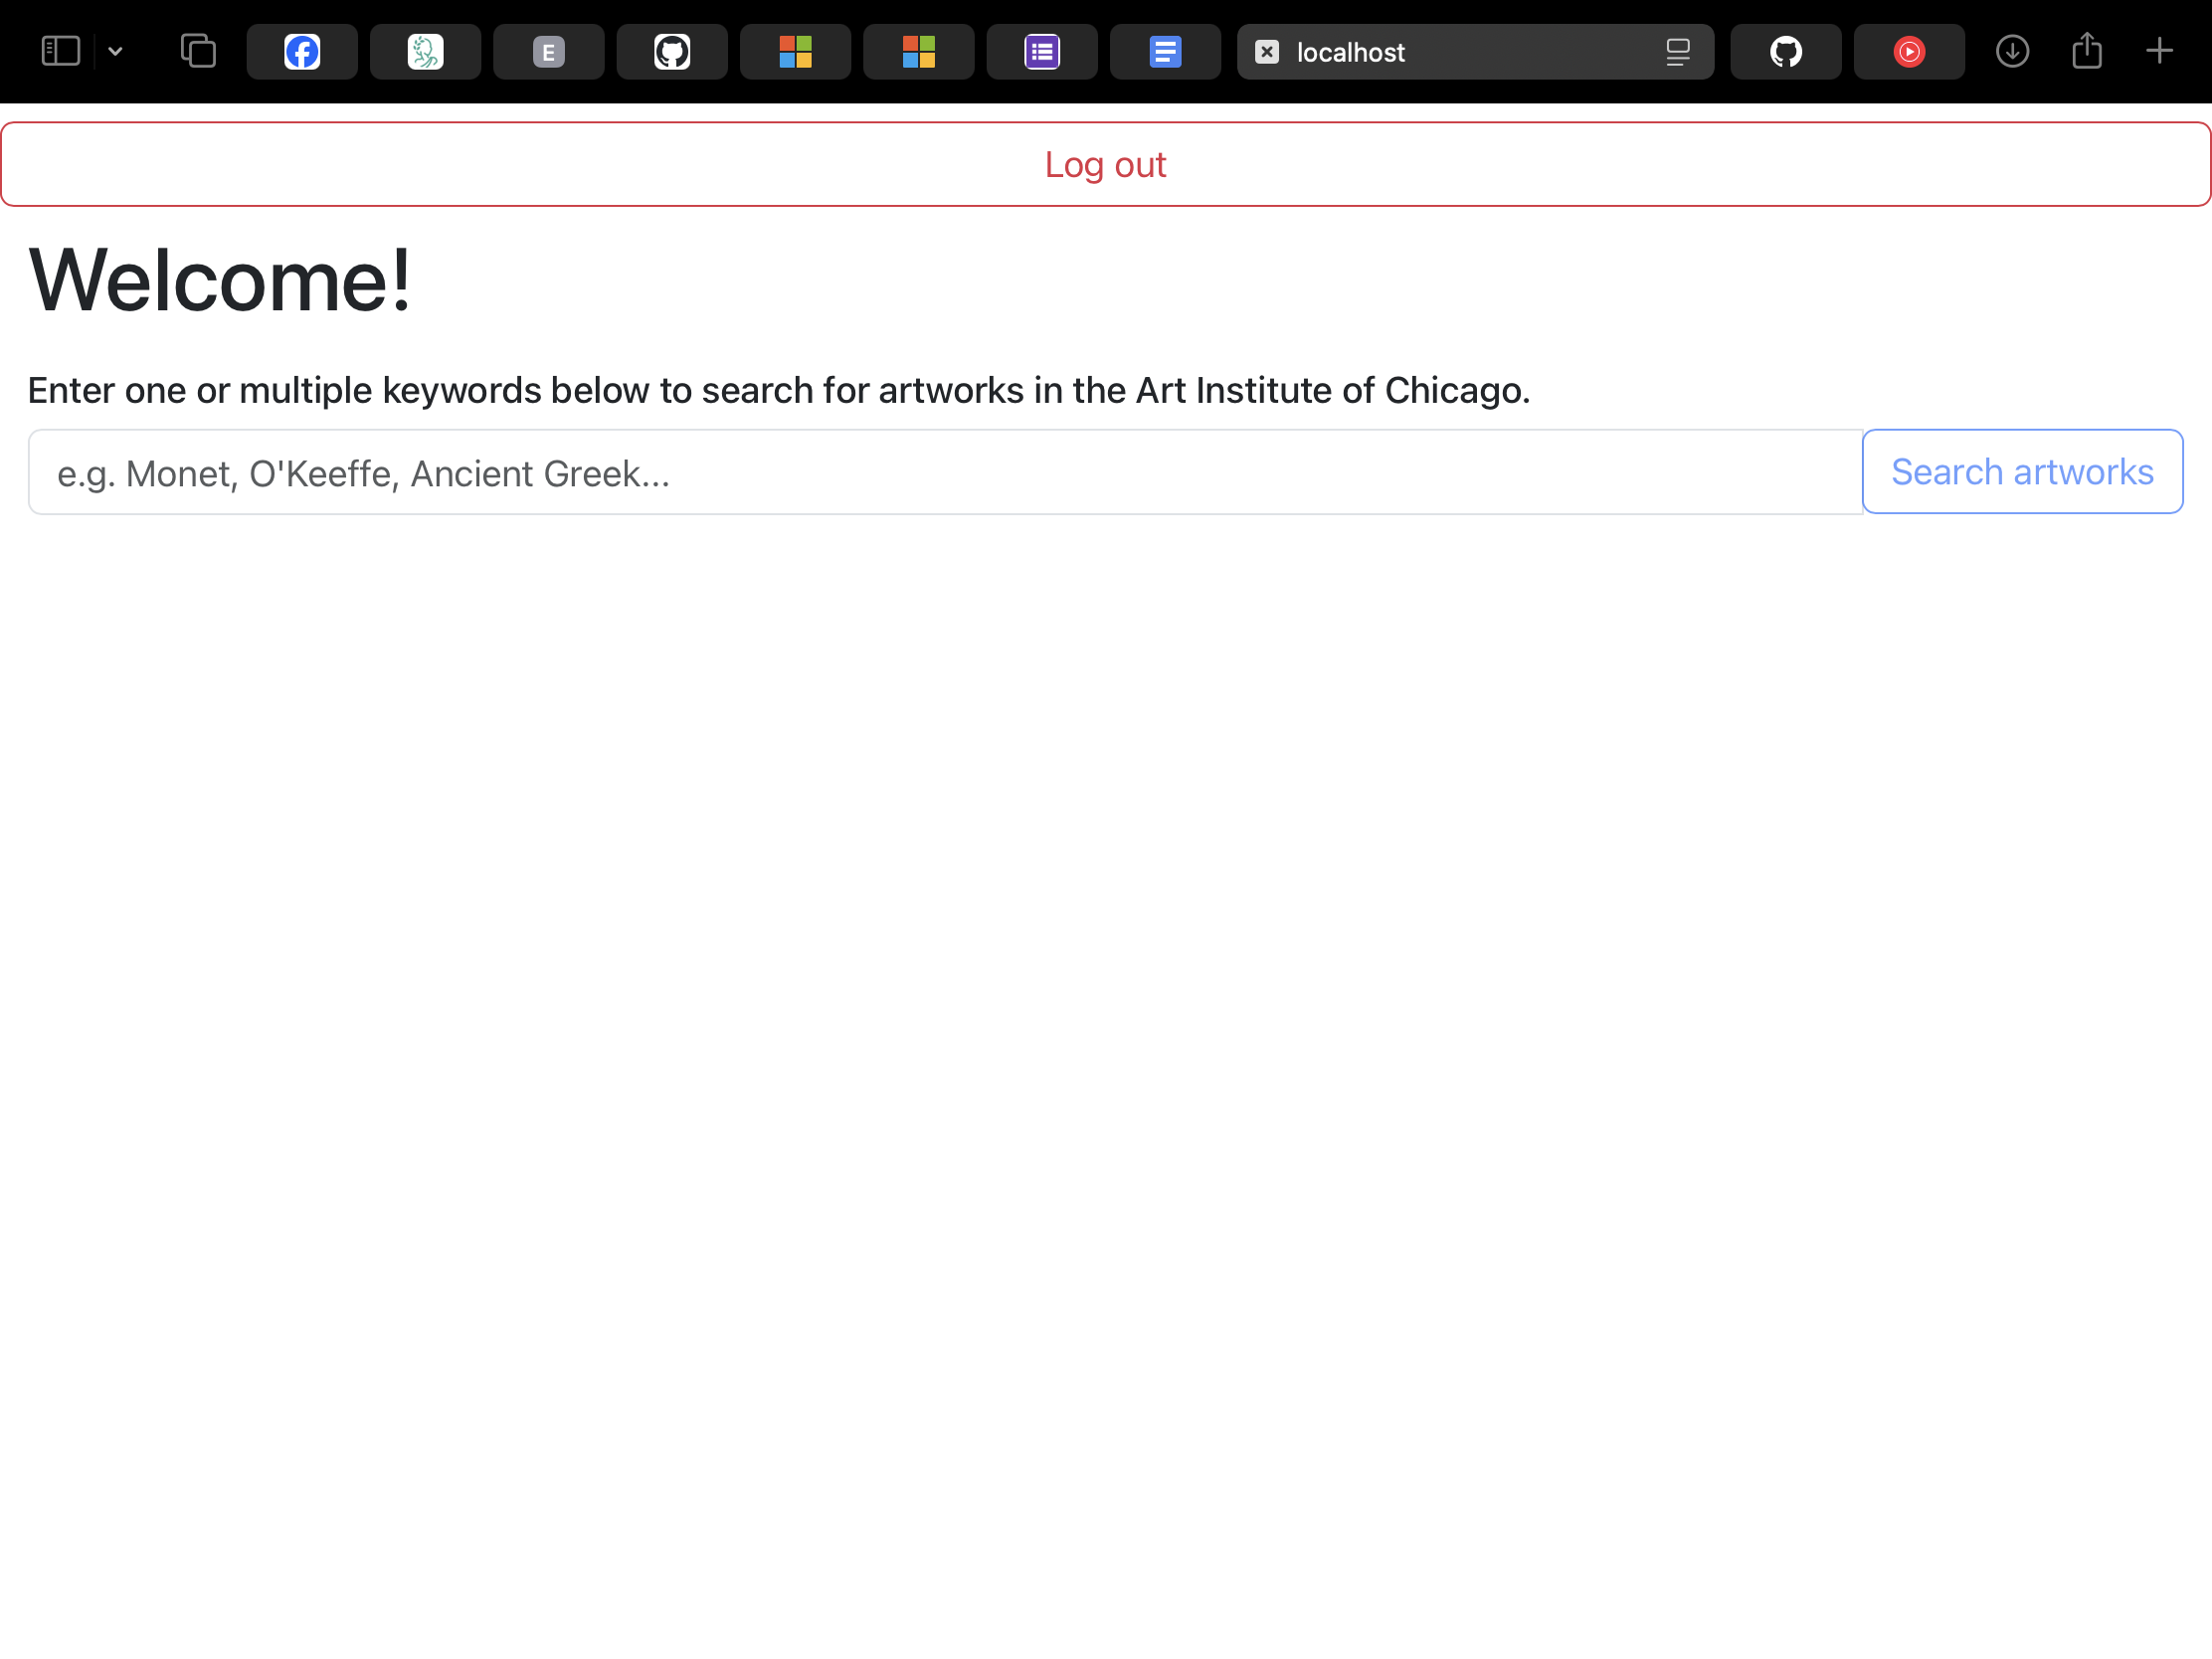 E
localhost
Log out
Welcome!
Enter one or multiple keywords below to search for artworks in the Art Institute of Chicago.
e.g. Monet, O'Keeffe, Ancient Greek...
Search artworks